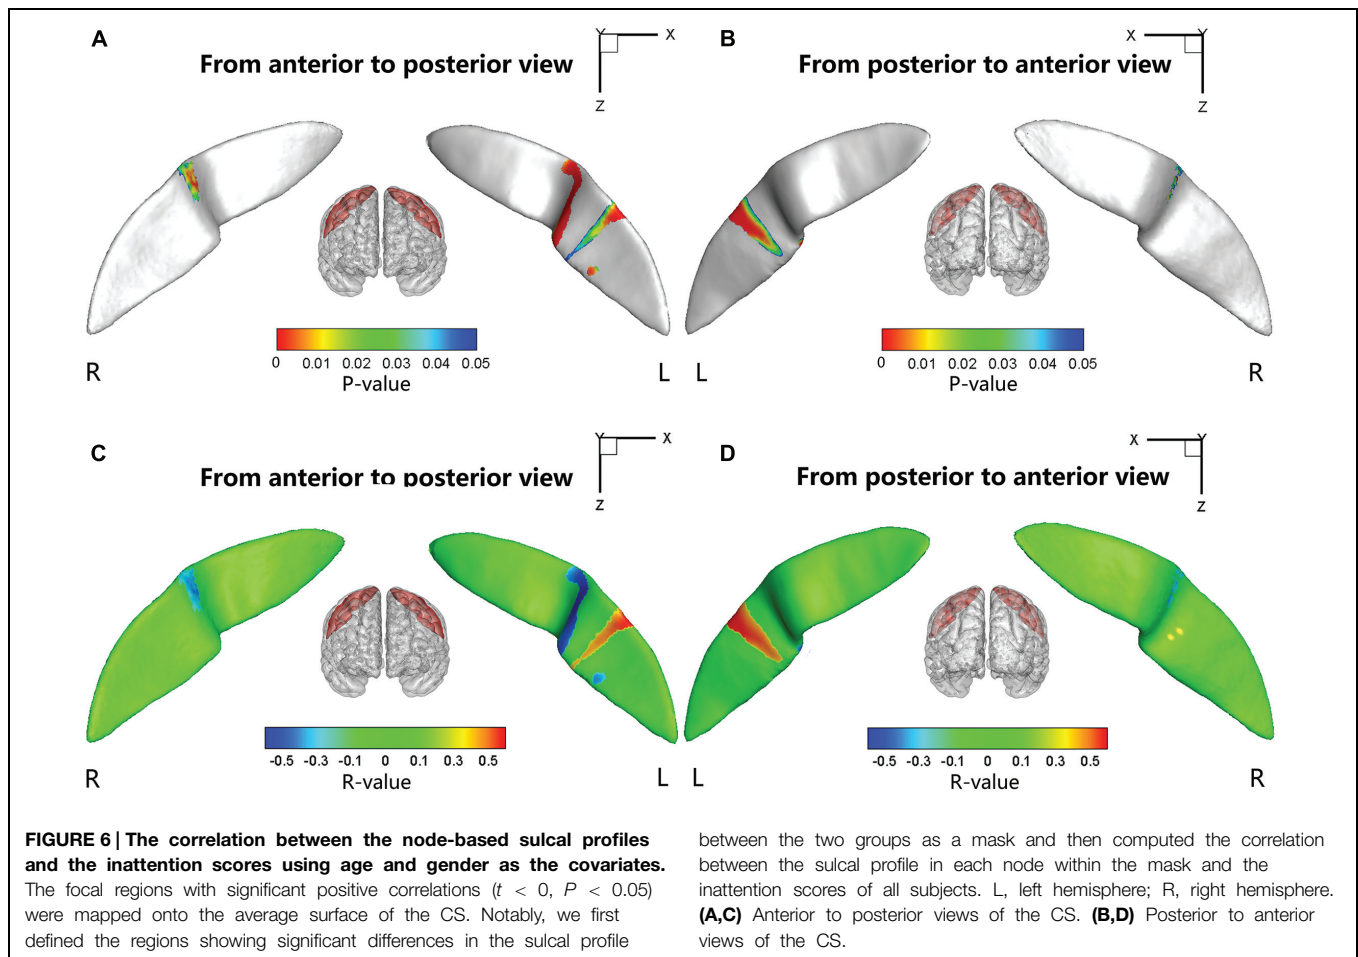 A
Y
X
From anterior to posterior view
Z
B
X
Y
From posterior to anterior view
Z
0 0.01 0.02 0.03 0.04 0.05
P-value
R
L
0 0.01 0.02 0.03 0.04 0.05
P-value
L
R
C
Y
X
From anterior to posterior view
Z
D
X
Y
From posterior to anterior view
Z
-0.5 -0.3 -0.1 0 0.1 0.3 0.5
R-value
R
L
-0.5 -0.3 -0.1 0 0.1 0.3 0.5
R-value
L
R
FIGURE 6 | The correlation between the node-based sulcal profiles
and the inattention scores using age and gender as the covariates.
The focal regions with significant positive correlations (t < 0, P < 0.05)
were mapped onto the average surface of the CS. Notably, we first
defined the regions showing significant differences in the sulcal profile
between the two groups as a mask and then computed the correlation
between the sulcal profile in each node within the mask and the
inattention scores of all subjects. L, left hemisphere; R, right hemisphere.
(A,C) Anterior to posterior views of the CS. (B,D) Posterior to anterior
views of the CS.